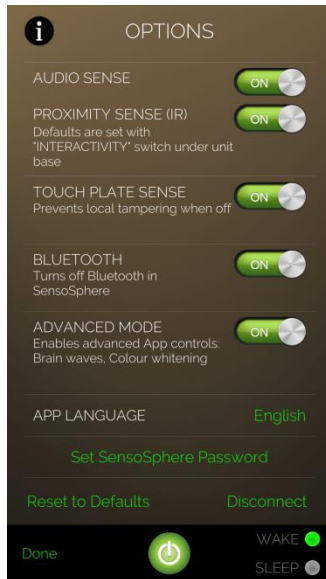 i OPTIONS
AUDIO SENSE ON
PROXIMITY SENSE (IR) ON
Defaults are set with
"INTERACTIVITY" switch under unit
base
TOUCH PLATE SENSE ON
Prevents local tampering when off
BLUETOOTH ON
Turns off Bluetooth in
SensoSphere
ADVANCED MODE ON
Enables advanced App controls:
Brain waves, Colour whitening
APP LANGUAGE English
Set SensoSphere Password
Reset to Defaults Disconnect
Done WAKE
SLEEP